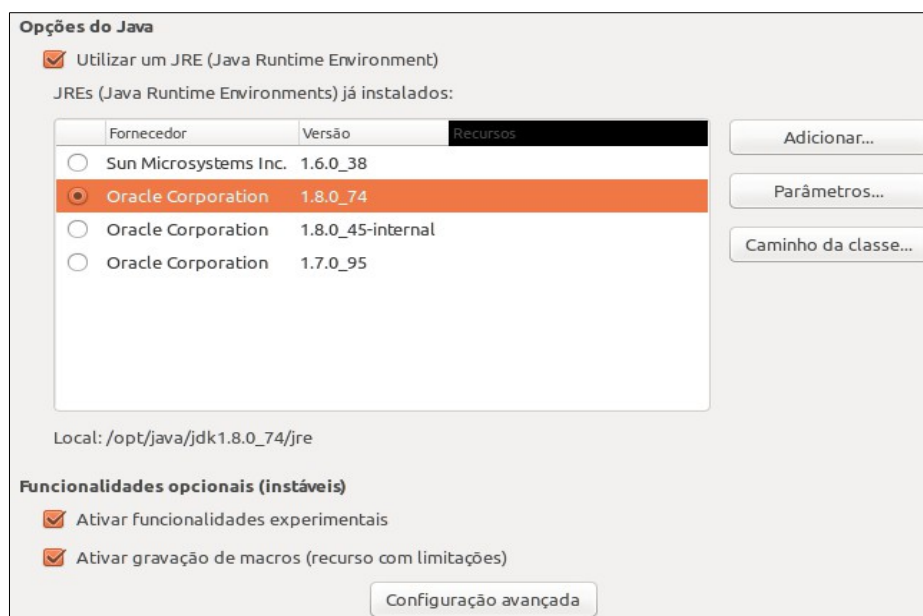 Opções do Java
Utilizar um JRE (Java Runtime Environment)
JREs (Java Runtime Environments) já instalados:
Fornecedor Versão Recursos
Adicionar...
Sun Microsystems Inc. 1.6.0_38
Oracle Corporation 1.8.0_74
Parâmetros...
Oracle Corporation 1.8.0_45-internal
Caminho da classe...
Oracle Corporation 1.7.0_95
Local: /opt/java/jdk1.8.0_74/jre
Funcionalidades opcionais (instáveis)
Ativar funcionalidades experimentais
Ativar gravação de macros (recurso com limitações)
Configuração avançada